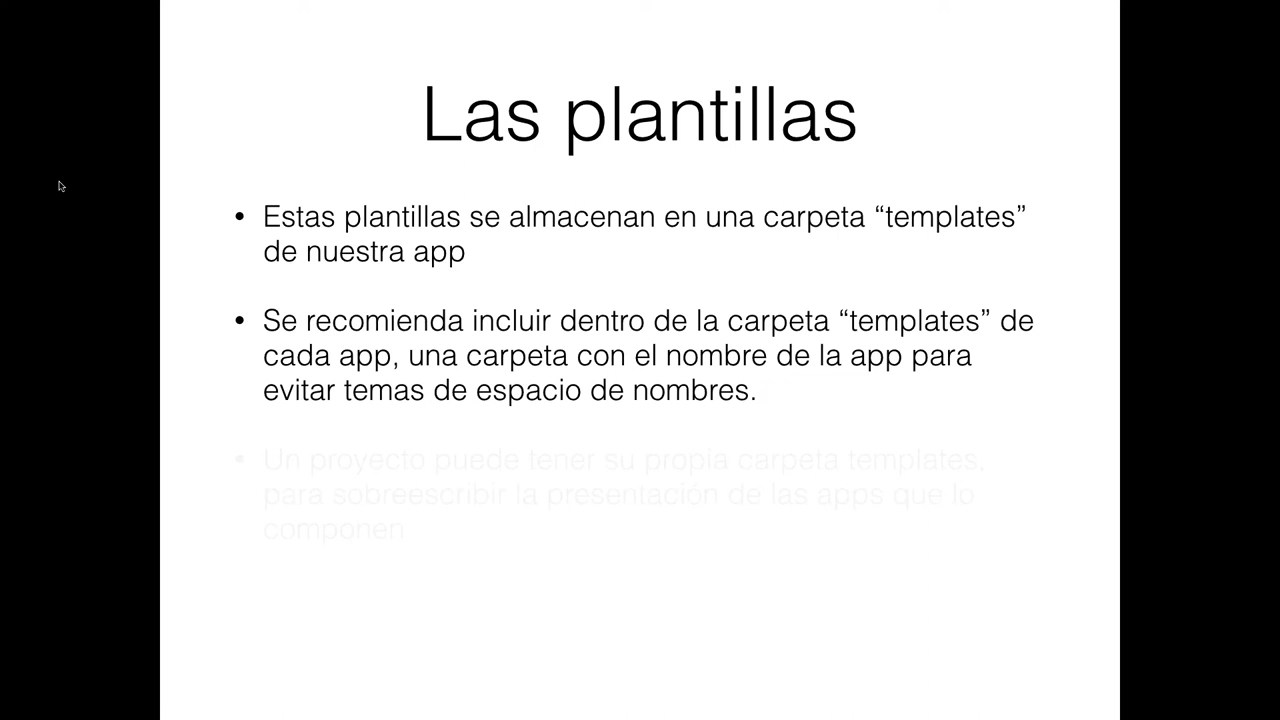 Las plantillas
• Estas plantillas se almacenan en una carpeta “templates”
de nuestra app
• Se recomienda incluir dentro de la carpeta “templates” de
cada app, una carpeta con el nombre de la app para
evitar temas de espacio de nombres.
• Un proyecto puede tener su propia carpeta templates,
para sobreescribir la presentación de las apps que lo
componen